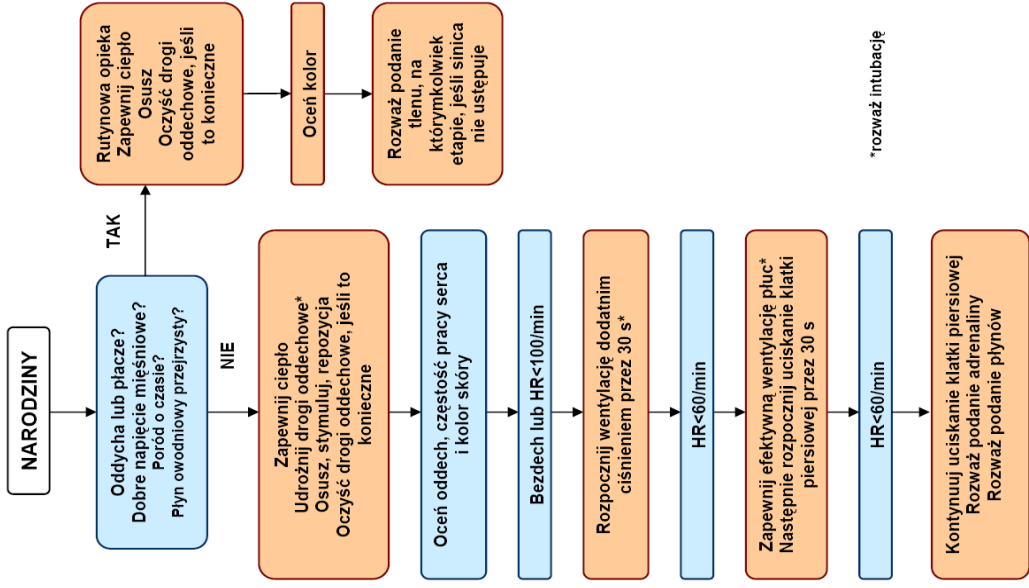 NARODZINY
Oddycha lub płacze?
Dobre napięcie mięśniowe?
Poród o czasie?
Płyn owodniowy przejrzysty?
TAK
Rutynowa opieka
Zapewnij ciepło
Osusz
Oczyść drogi
oddechowe, jeśli
to konieczne
Oceń kolor
Rozważ podanie
tlenu, na
którymkolwiek
etapie, jeśli sinica
nie ustępuje
NIE
Zapewnij ciepło
Udrożnij drogi oddechowe*
Osusz, stymuluj, repozycja
Oczyść drogi oddechowe, jeśli to
konieczne
Oceń oddech, częstość pracy serca
i kolor skóry
Bezdech lub HR<100/min
Rozpocznij wentylację dodatnim
ciśnieniem przez 30 s*
HR<60/min
Zapewnij efektywną wentylację płuc*
Następnie rozpocznij uciskanie klatki
piersiowej przez 30 s
HR<60/min
Kontynuuj uciskanie klatki piersiowej
Rozważ podanie adrenaliny
Rozważ podanie płynów
*rozważ intubację